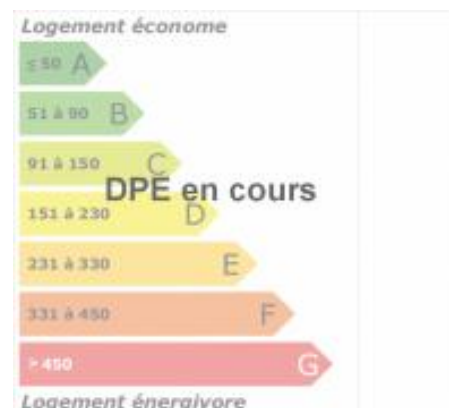 Logement économe
≤ 50 A
51 à 90 B
91 à 150 C
DPE en cours
151 à 230 D
231 à 330 E
331 à 450 F
> 450 G
Logement énergivore